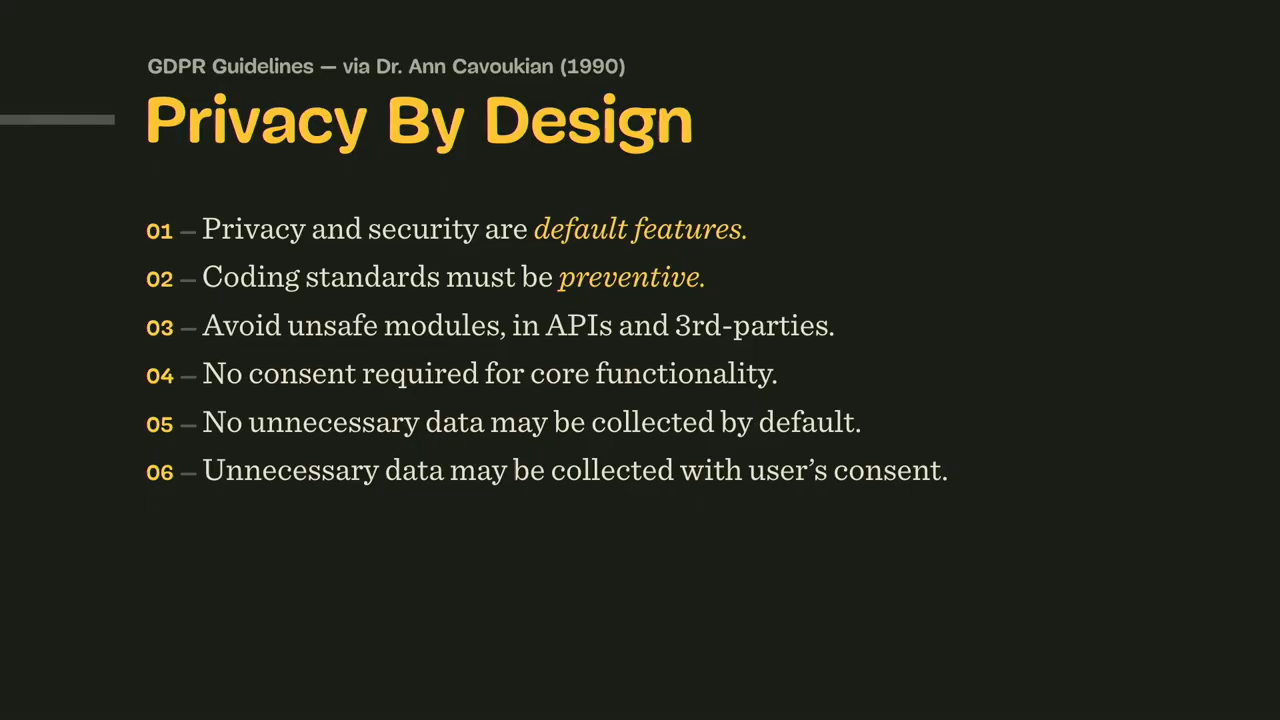 GDPR Guidelines — via Dr. Ann Cavoukian (1990)
Privacy By Design
01 — Privacy and security are default features.
02 — Coding standards must be preventive.
03 — Avoid unsafe modules, in APIs and 3rd-parties.
04 — No consent required for core functionality.
05 — No unnecessary data may be collected by default.
06 — Unnecessary data may be collected with user’s consent.